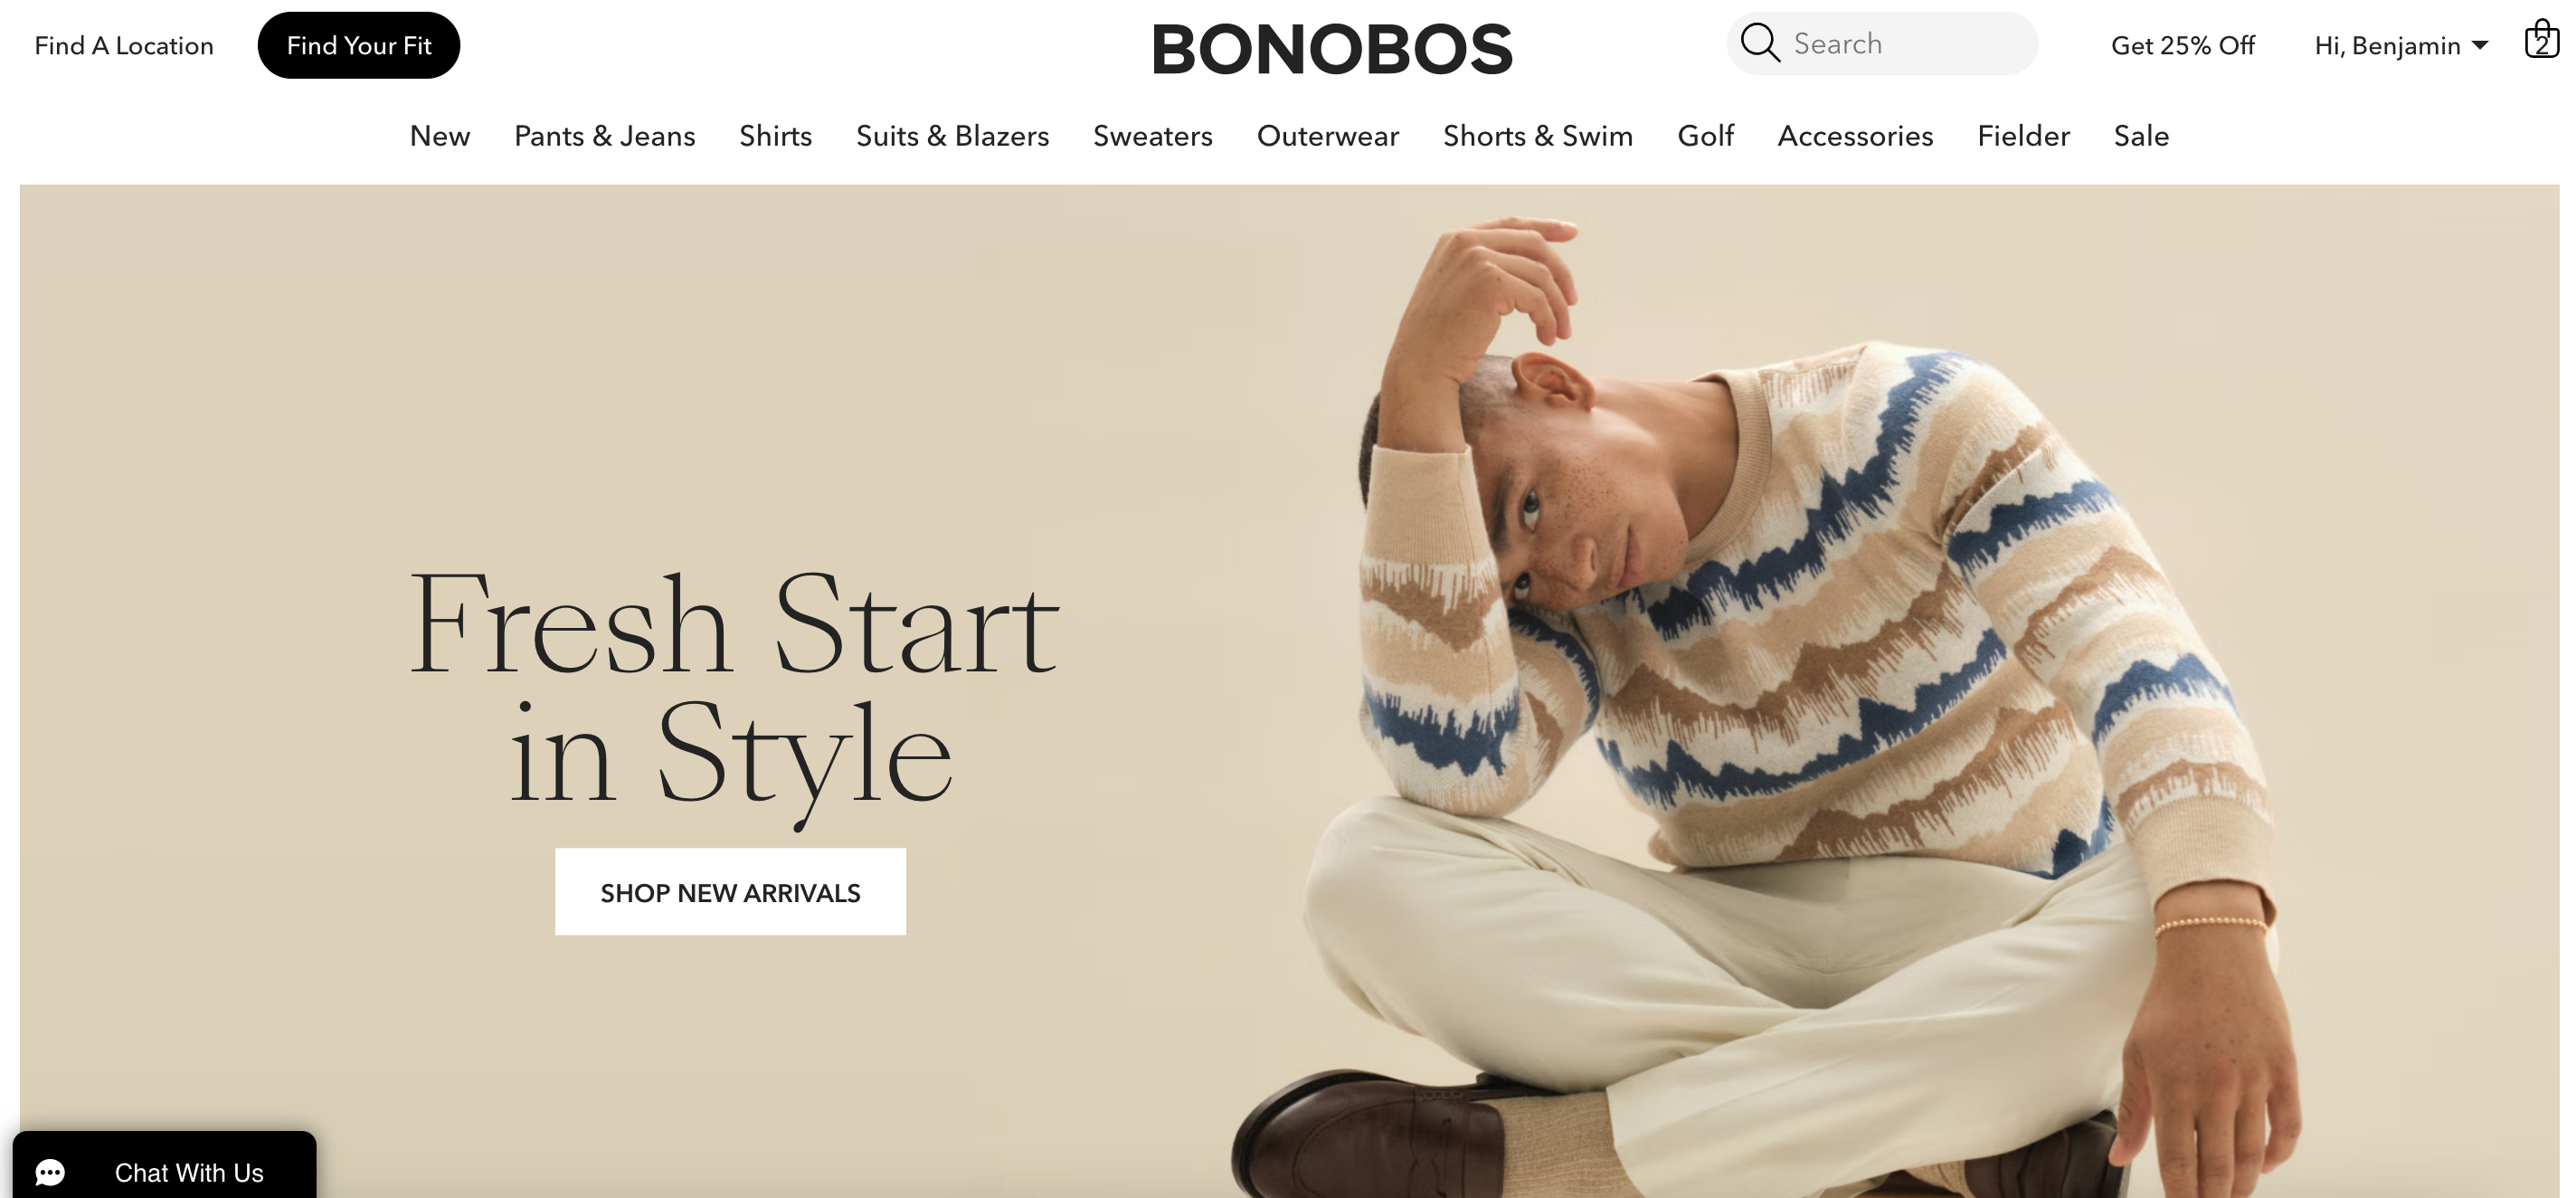 Find A Location
Find Your Fit
BONOBOS
Search
Get 25% Off
Hi, Benjamin
2
New
Pants & Jeans
Shirts
Suits & Blazers
Sweaters
Outerwear
Shorts & Swim
Golf
Accessories
Fielder
Sale
Fresh Start
in Style
SHOP NEW ARRIVALS
Chat With Us